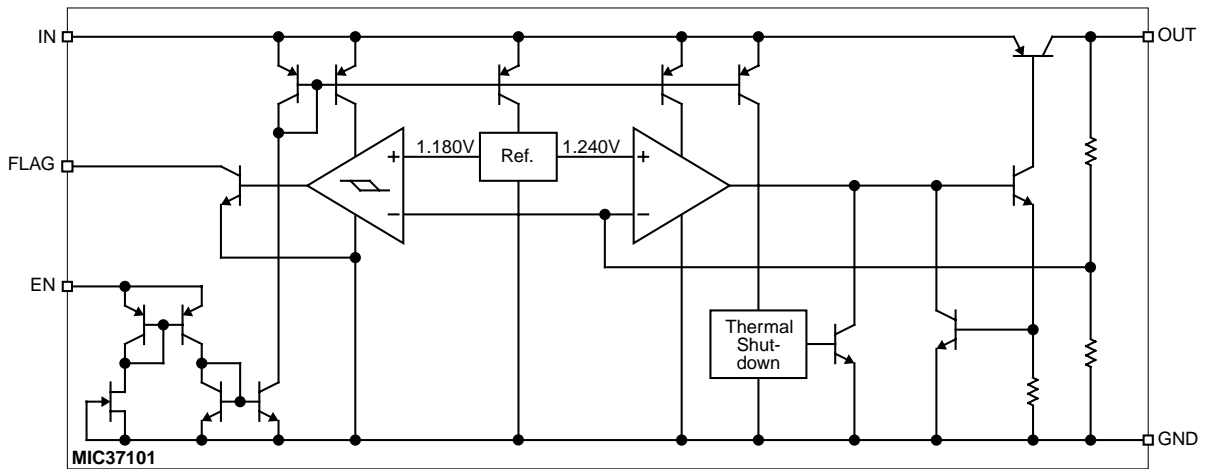 IN
OUT
FLAG
1.180V
Ref.
1.240V
EN
Thermal
Shut-
down
GND
MIC37101